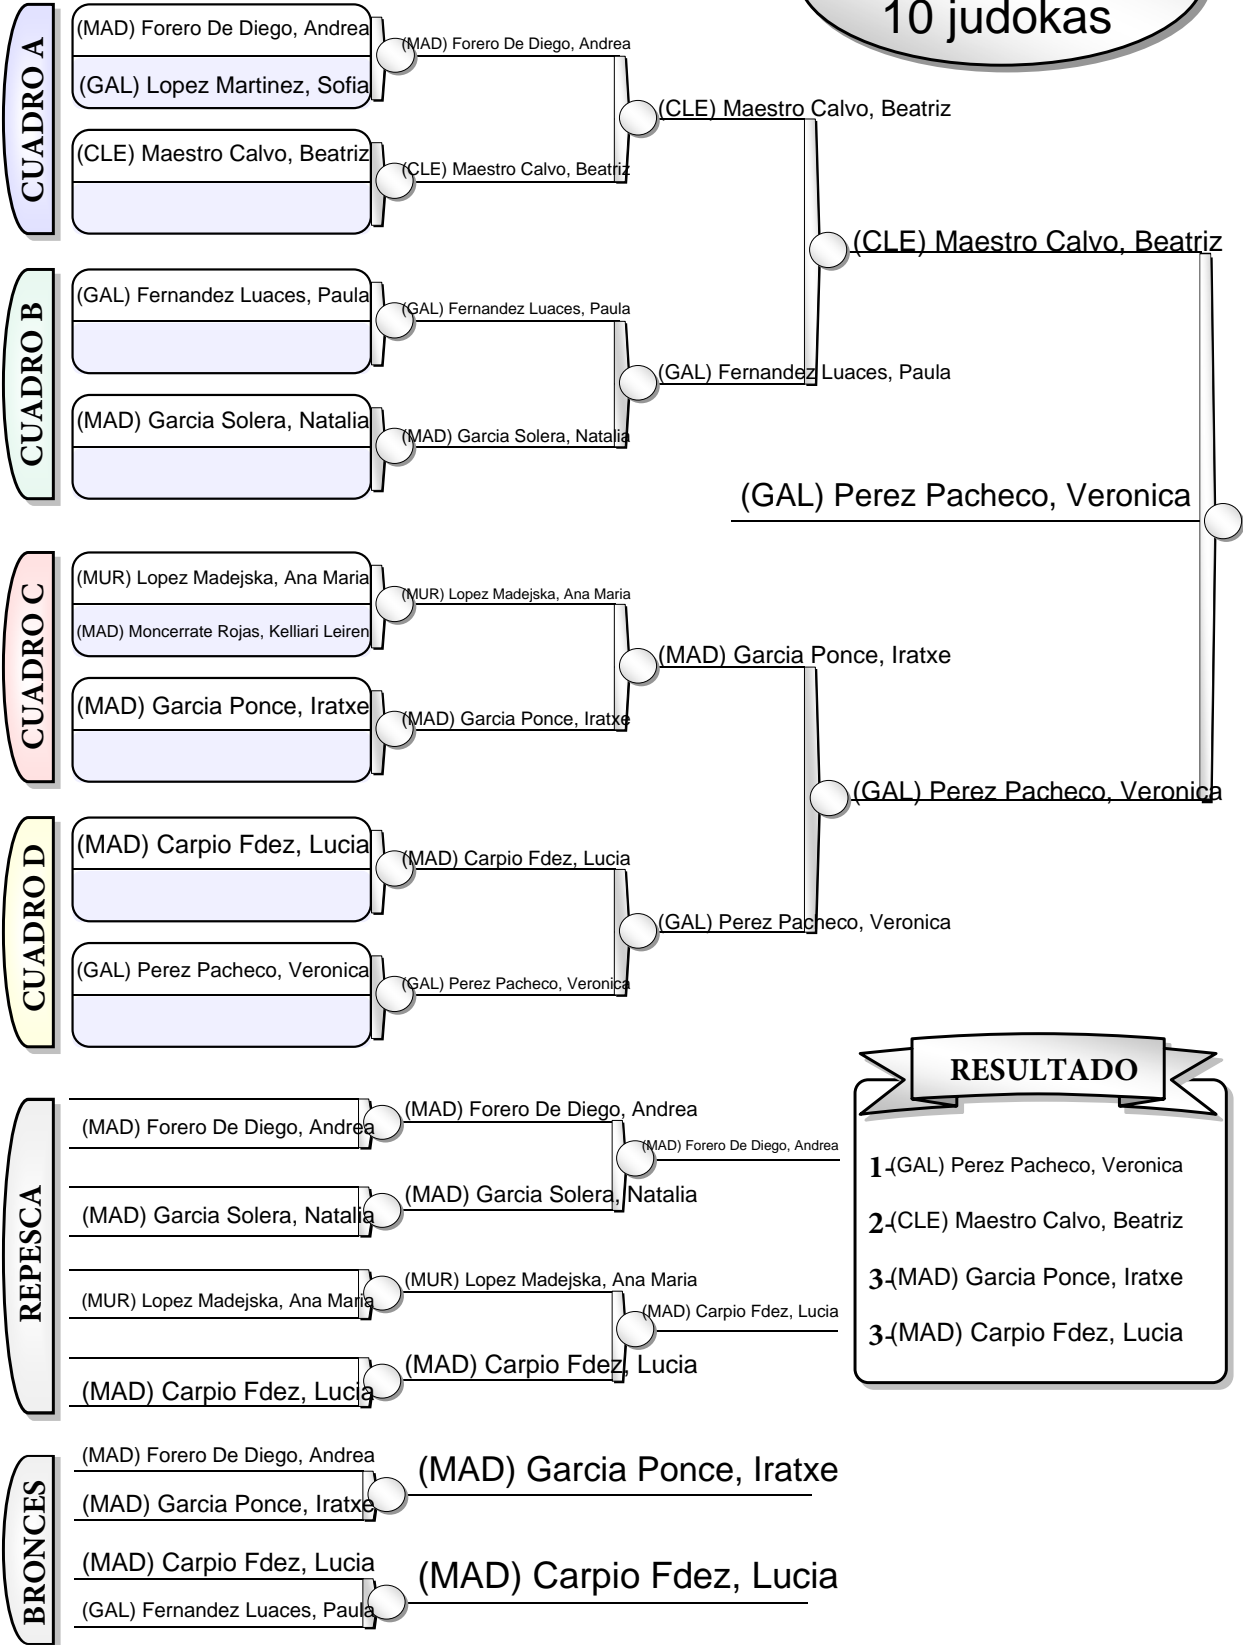 10 judokas
CUADRO A
(MAD) Forero De Diego, Andrea
(GAL) Lopez Martinez, Sofia
(CLE) Maestro Calvo, Beatriz
(MAD) Forero De Diego, Andrea
(CLE) Maestro Calvo, Beatriz
(CLE) Maestro Calvo, Beatriz
(CLE) Maestro Calvo, Beatriz
CUADRO B
(GAL) Fernandez Luaces, Paula
(MAD) Garcia Solera, Natalia
(GAL) Fernandez Luaces, Paula
(MAD) Garcia Solera, Natalia
(GAL) Fernandez Luaces, Paula
(GAL) Perez Pacheco, Veronica
CUADRO C
(MUR) Lopez Madejska, Ana Maria
(MAD) Moncerrate Rojas, Kelliari Leiren
(MAD) Garcia Ponce, Iratxe
(MUR) Lopez Madejska, Ana Maria
(MAD) Garcia Ponce, Iratxe
(MAD) Garcia Ponce, Iratxe
(GAL) Perez Pacheco, Veronica
CUADRO D
(MAD) Carpio Fdez, Lucia
(GAL) Perez Pacheco, Veronica
(MAD) Carpio Fdez, Lucia
(GAL) Perez Pacheco, Veronica
(GAL) Perez Pacheco, Veronica
REPESCA
(MAD) Forero De Diego, Andrea
(MAD) Garcia Solera, Natalia
(MUR) Lopez Madejska, Ana Maria
(MAD) Carpio Fdez, Lucia
(MAD) Forero De Diego, Andrea
(MAD) Garcia Solera, Natalia
(MUR) Lopez Madejska, Ana Maria
(MAD) Carpio Fdez, Lucia
(MAD) Forero De Diego, Andrea
(MAD) Carpio Fdez, Lucia
RESULTADO
1-(GAL) Perez Pacheco, Veronica
2-(CLE) Maestro Calvo, Beatriz
3-(MAD) Garcia Ponce, Iratxe
3-(MAD) Carpio Fdez, Lucia
BRONCES
(MAD) Forero De Diego, Andrea
(MAD) Garcia Ponce, Iratxe
(MAD) Carpio Fdez, Lucia
(GAL) Fernandez Luaces, Paula
(MAD) Garcia Ponce, Iratxe
(MAD) Carpio Fdez, Lucia